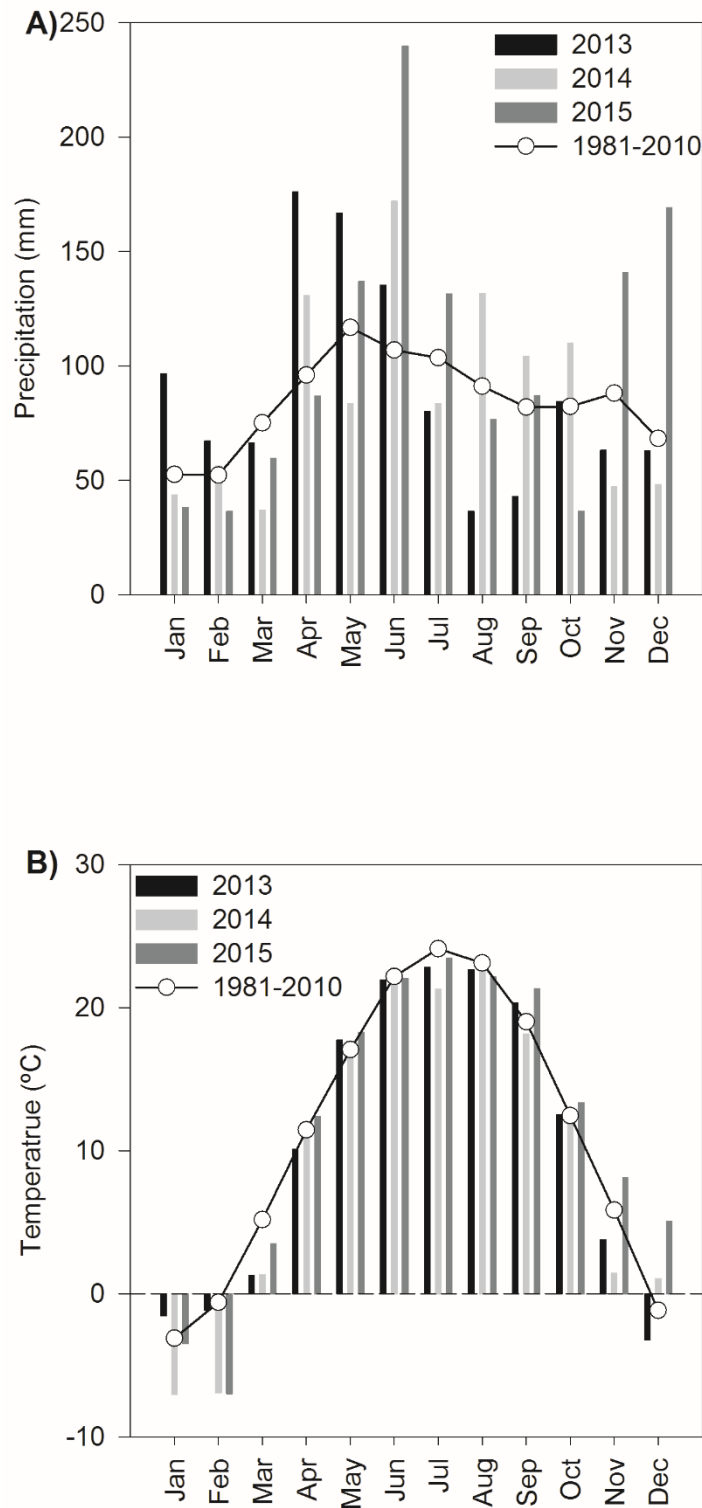 A)
250
200
150
100
50
0
Precipitation (mm)
2013
2014
2015
1981-2010
Jan
Feb
Mar
Apr
May
Jun
Jul
Aug
Sep
Oct
Nov
Dec
B)
30
20
10
0
-10
Temperatrue (ºC)
2013
2014
2015
1981-2010
Jan
Feb
Mar
Apr
May
Jun
Jul
Aug
Sep
Oct
Nov
Dec